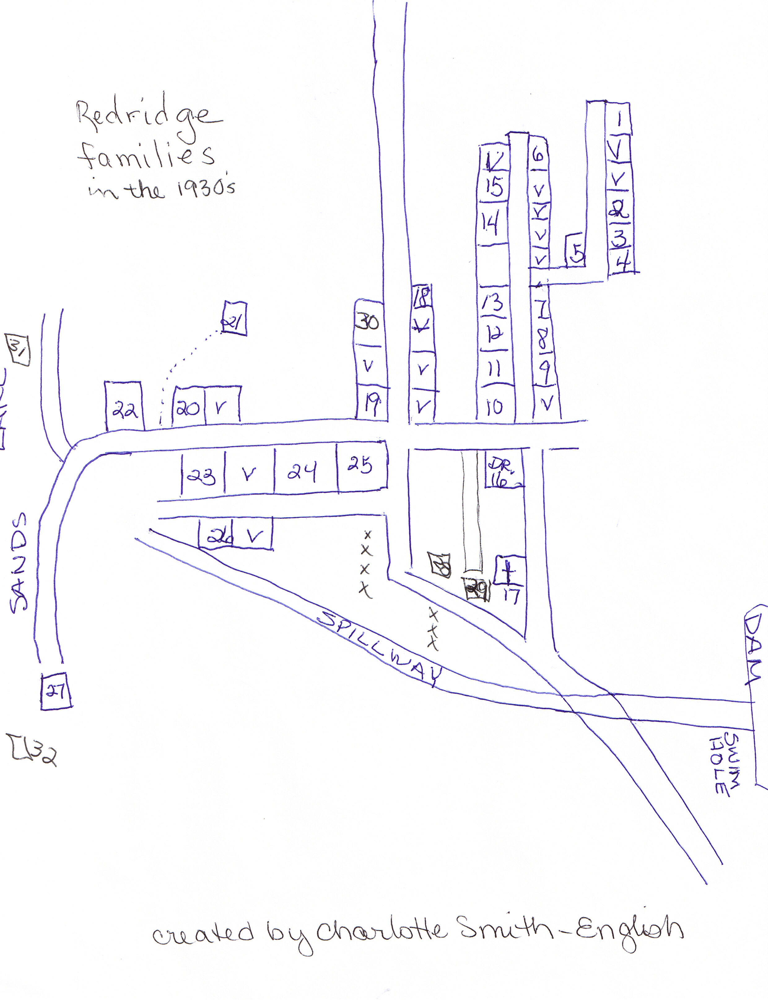 Redridge
families
in the 1930's
1
V
V
2
3
4
5
6
V
V
V
V
7
8
9
V
V
15
14
13
12
11
10
18
V
V
V
30
V
19
21
20 V
22
31
23 V 24 25
26 V
DR.
16
17
29
X
X
X
X
X
X
X
SPILLWAY
SANDS
27
32
DAM
SWIM
HOLE
created by Charlotte Smith-English